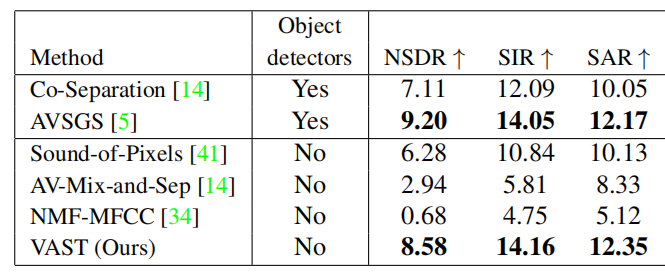 Object
Method detectors NSDR ↑ SIR ↑ SAR ↑
Co-Separation [14] Yes 7.11 12.09 10.05
AVSGS [5] Yes 9.20 14.05 12.17
Sound-of-Pixels [41] No 6.28 10.84 10.13
AV-Mix-and-Sep [14] No 2.94 5.81 8.33
NMF-MFCC [34] No 0.68 4.75 5.12
VAST (Ours) No 8.58 14.16 12.35